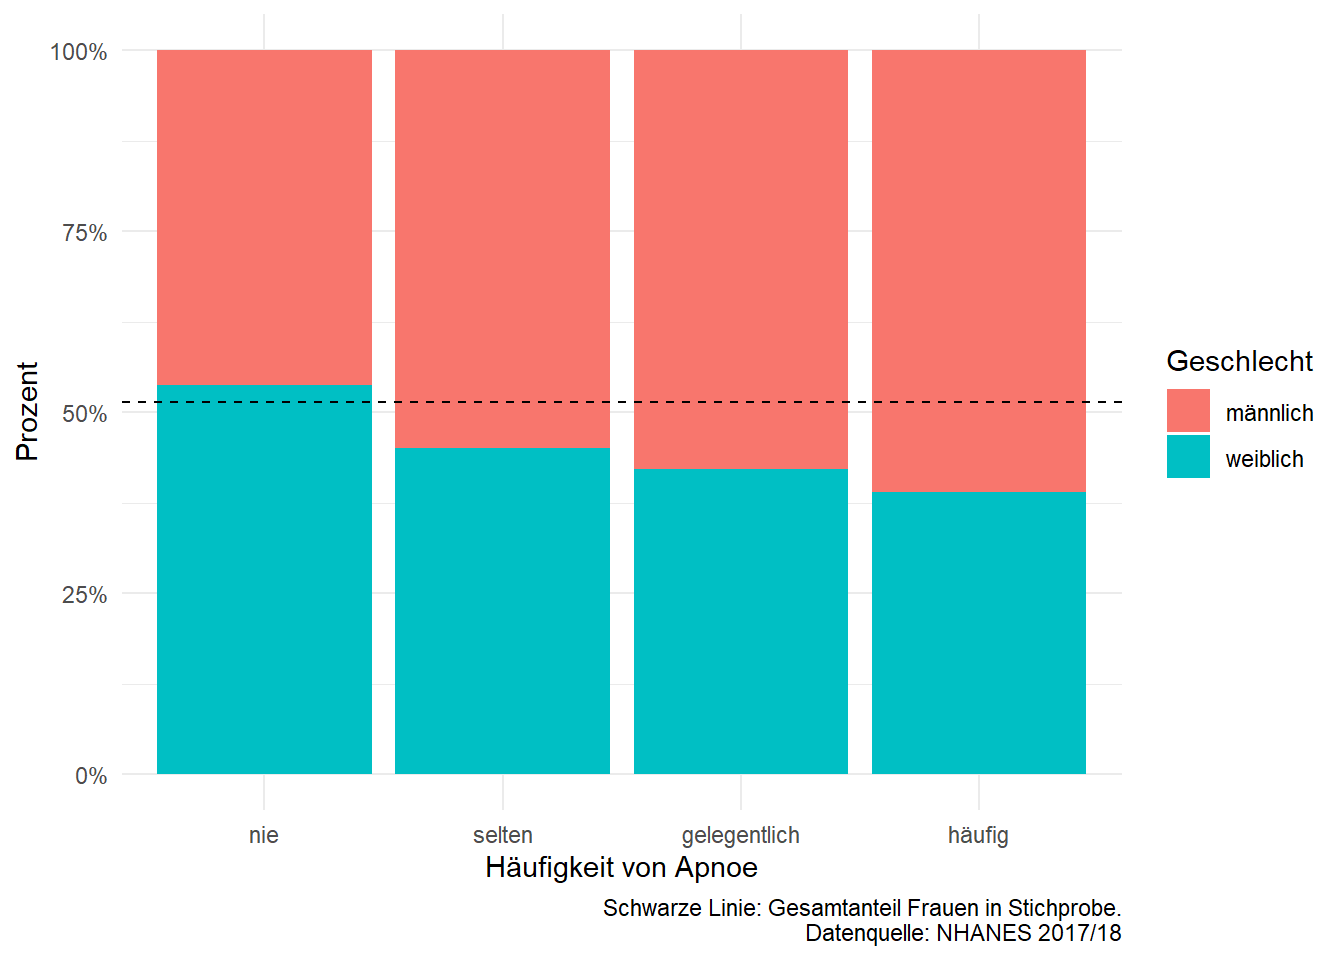 100%
75%
50%
25%
0%
Prozent
nie
selten
gelegentlich
häufig
Häufigkeit von Apnoe
Geschlecht
männlich
weiblich
Schwarze Linie: Gesamtanteil Frauen in Stichprobe.
Datenquelle: NHANES 2017/18